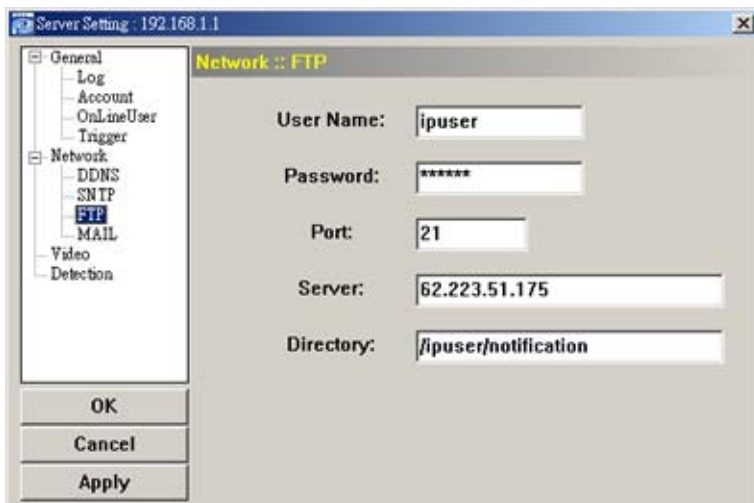 Server Setting : 192.168.1.1
General
Log
Account
OnLineUser
Trigger
Network
DDNS
SNTP
FTP
MAIL
Video
Detection
OK
Cancel
Apply
Network :: FTP
User Name: ipuser
Password: ******
Port: 21
Server: 62.223.51.175
Directory: /ipuser/notification